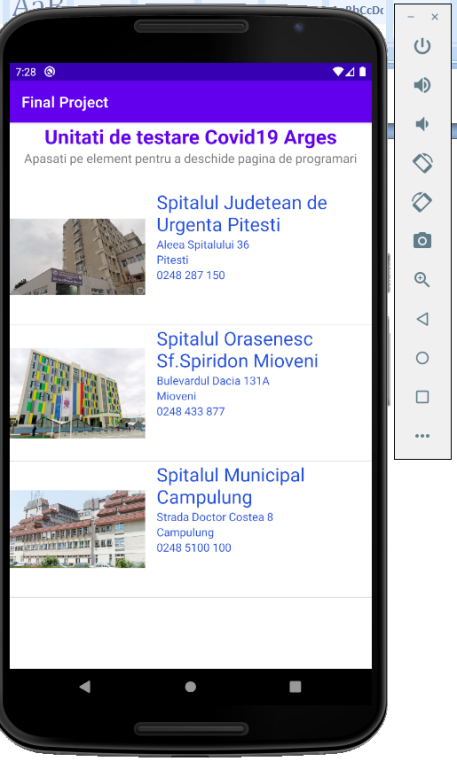 AaB
7:28
Final Project
Unitati de testare Covid19 Arges
Apasati pe element pentru a deschide pagina de programari
Spitalul Judetean de
Urgenta Pitesti
Aleea Spitalului 36
Pitesti
0248 287 150
Spitalul Orasenesc
Sf.Spiridon Mioveni
Bulevardul Dacia 131A
Mioveni
0248 433 877
Spitalul Municipal
Campulung
Strada Doctor Costea 8
Campulung
0248 5100 100